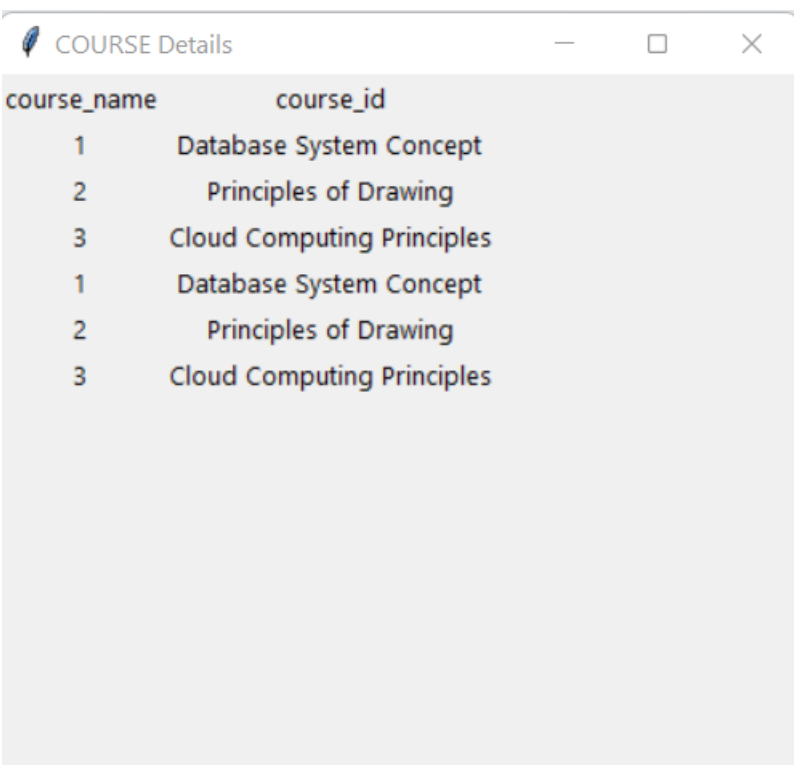 COURSE Details
course_name course_id
1 Database System Concept
2 Principles of Drawing
3 Cloud Computing Principles
1 Database System Concept
2 Principles of Drawing
3 Cloud Computing Principles